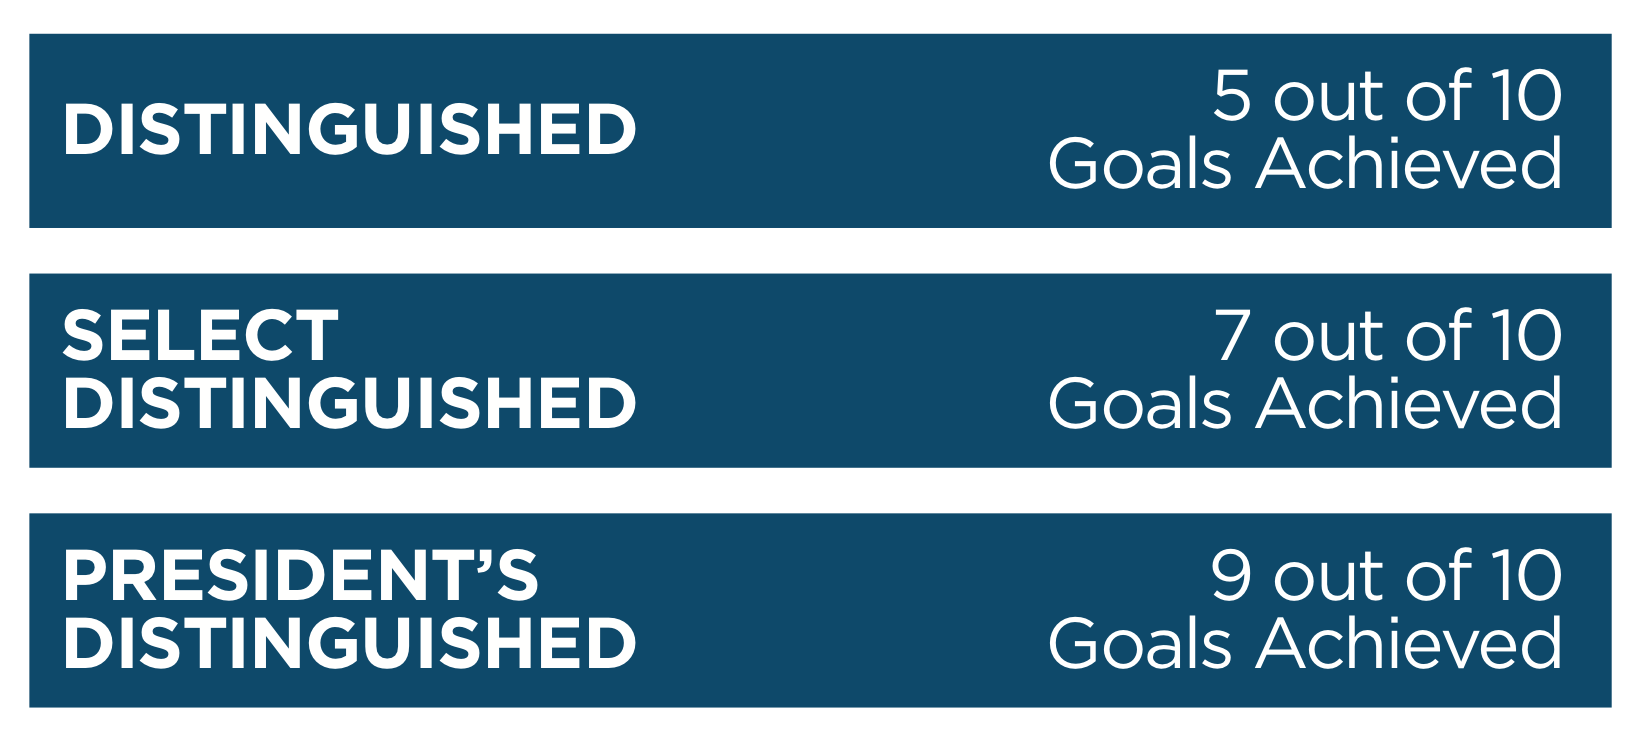 DISTINGUISHED
5 out of 10
Goals Achieved
SELECT
DISTINGUISHED
7 out of 10
Goals Achieved
PRESIDENT’S
DISTINGUISHED
9 out of 10
Goals Achieved